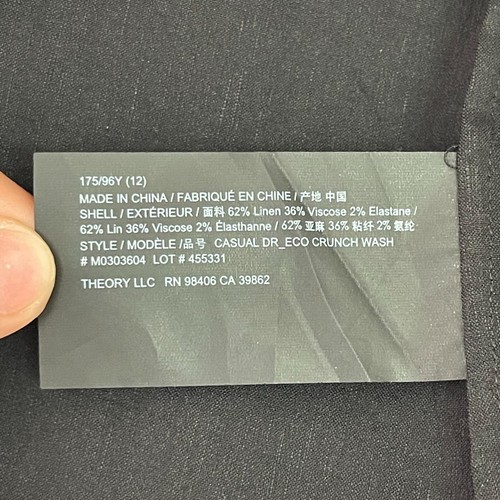 175/96Y (12)
MADE IN CHINA / FABRIQUÉ EN CHINE / 产地 中国
SHELL / EXTÉRIEUR / 面料 62% Linen 36% Viscose 2% Elastane /
62% Lin 36% Viscose 2% Élasthanne / 62% 亚麻 36% 粘纤 2% 氨纶
STYLE / MODÈLE /品号 CASUAL DR_ECO CRUNCH WASH
# M0303604 LOT # 455331
THEORY LLC RN 98406 CA 39862